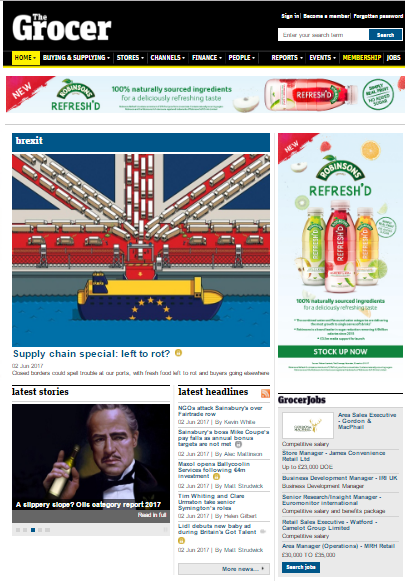 The Grocer
Sign in | Become a member | Forgotten password
Enter your search term
Search
HOME
BUYING & SUPPLYING
STORES
CHANNELS
FINANCE
PEOPLE
REPORTS
EVENTS
MEMBERSHIP
JOBS
NEW
ROBINSONS
REFRESH'D
100% naturally sourced ingredients
for a deliciously refreshing taste
REFRESH'D
SIMPLY
REAL FRUIT
NO ADDED
SUGAR
brexit
Supply chain special: left to rot?
02 Jun 2017
Closed borders could spell trouble at our ports, with fresh food left to rot and buyers going elsewhere
NEW
ROBINSONS
REFRESH'D
100% naturally sourced ingredients
for a deliciously refreshing taste
STOCK UP NOW
latest stories
A slippery slope? Oils category report 2017
Read in full
latest headlines
NGOs attack Sainsbury's over
Fairtrade row
02 Jun 2017 | By Kevin White
Sainsbury's boss Mike Coupe's
pay falls as annual bonus
targets are not met
02 Jun 2017 | By Alec Mattinson
Maxol opens Ballycoolin
Services following €4m
investment
02 Jun 2017 | Matt Strudwick
Tim Whiting and Clare
Urmston take senior
Symington's roles
02 Jun 2017 | By Helen Gilbert
Lidl debuts new baby ad
during Britain's Got Talent
02 Jun 2017 | Matt Strudwick
More news...
GrocerJobs
Area Sales Executive
- Gordon &
MacPhail
Competitive salary
Store Manager - James Convenience
Retail Ltd
Up to £23,000 DOE
Business Development Manager - IRI UK
Business Development Manager
Senior Research/Insight Manager -
Euromonitor International
Competitive salary and benefits package
Retail Sales Executive - Watford -
Camelot Group Limited
Competitive Salary
Area Manager (Operations) - MRH Retail
£30,000 TO £35,000
Search jobs